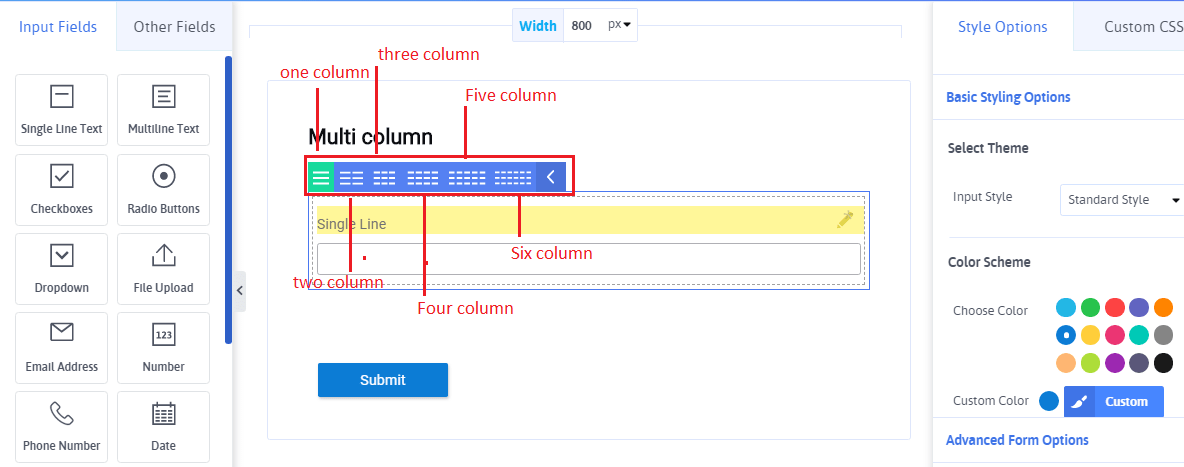 Input Fields
Other Fields
Single Line Text
Multiline Text
Checkboxes
Radio Buttons
Dropdown
File Upload
Email Address
123
Number
Phone Number
Date
Width 800 px
three column
one column
Five column
Multi column
Single Line
Six column
two column
Four column
Submit
Style Options
Custom CSS
Basic Styling Options
Select Theme
Input Style
Standard Style
Color Scheme
Choose Color
Custom Color
Custom
Advanced Form Options